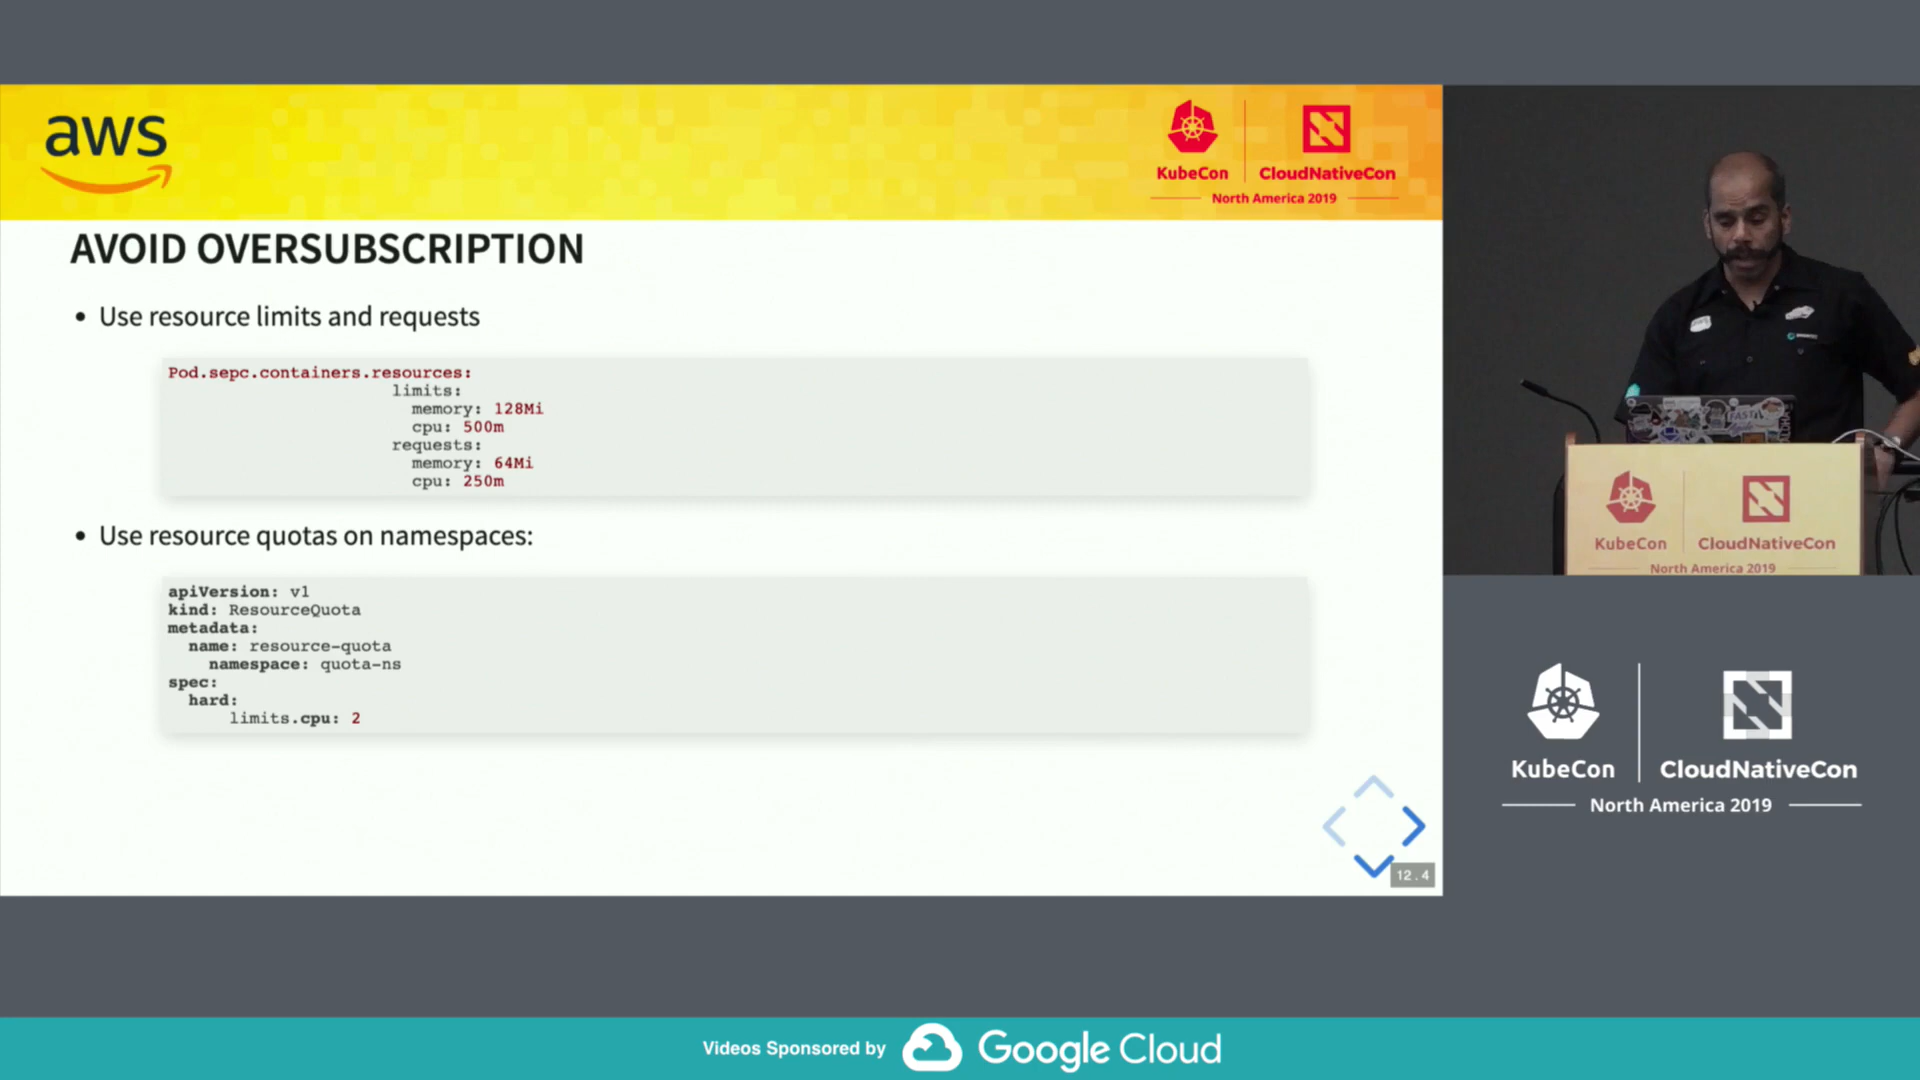 aws
KubeCon
CloudNativeCon
North America 2019
AVOID OVERSUBSCRIPTION
• Use resource limits and requests
Pod.sepc.containers.resources:
limits:
memory: 128Mi
cpu: 500m
requests:
memory: 64Mi
cpu: 250m
• Use resource quotas on namespaces:
apiVersion: v1
kind: ResourceQuota
metadata:
name: resource-quota
namespace: quota-ns
spec:
hard:
limits.cpu: 2
12.4
FAST
KubeCon
CloudNativeCon
North America 2019
KubeCon
CloudNativeCon
North America 2019
Videos Sponsored by
Google Cloud